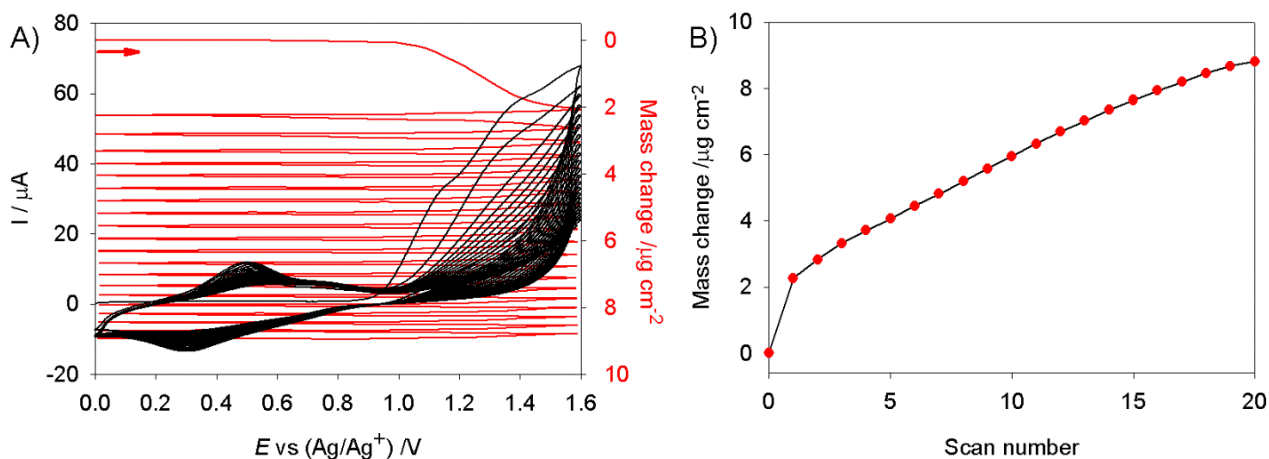 A)
80
60
40
20
0
-20
I / μA
0.0 0.2 0.4 0.6 0.8 1.0 1.2 1.4 1.6
E vs (Ag/Ag⁺) /V
0
2
4
6
8
10
Mass change /μg cm⁻²
B)
10
8
6
4
2
0
Mass change /μg cm⁻²
0 5 10 15 20
Scan number